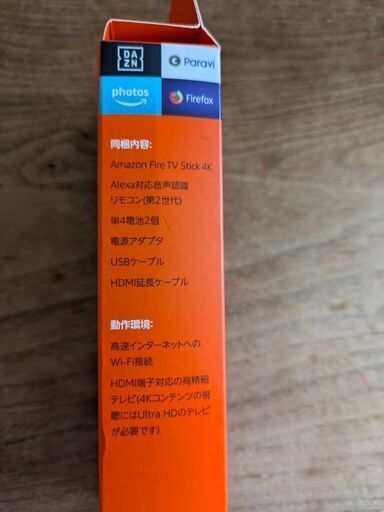 DA
ZN
Paravi
photos
Firefox
同梱内容:
Amazon Fire TV Stick 4K
Alexa対応音声認識
リモコン(第2世代)
単4電池2個
電源アダプタ
USBケーブル
HDMI延長ケーブル
動作環境:
高速インターネットへの
Wi-Fi接続
HDMI端子対応の高精細
テレビ(4Kコンテンツの視
聴にはUltra HDのテレビ
が必要です)